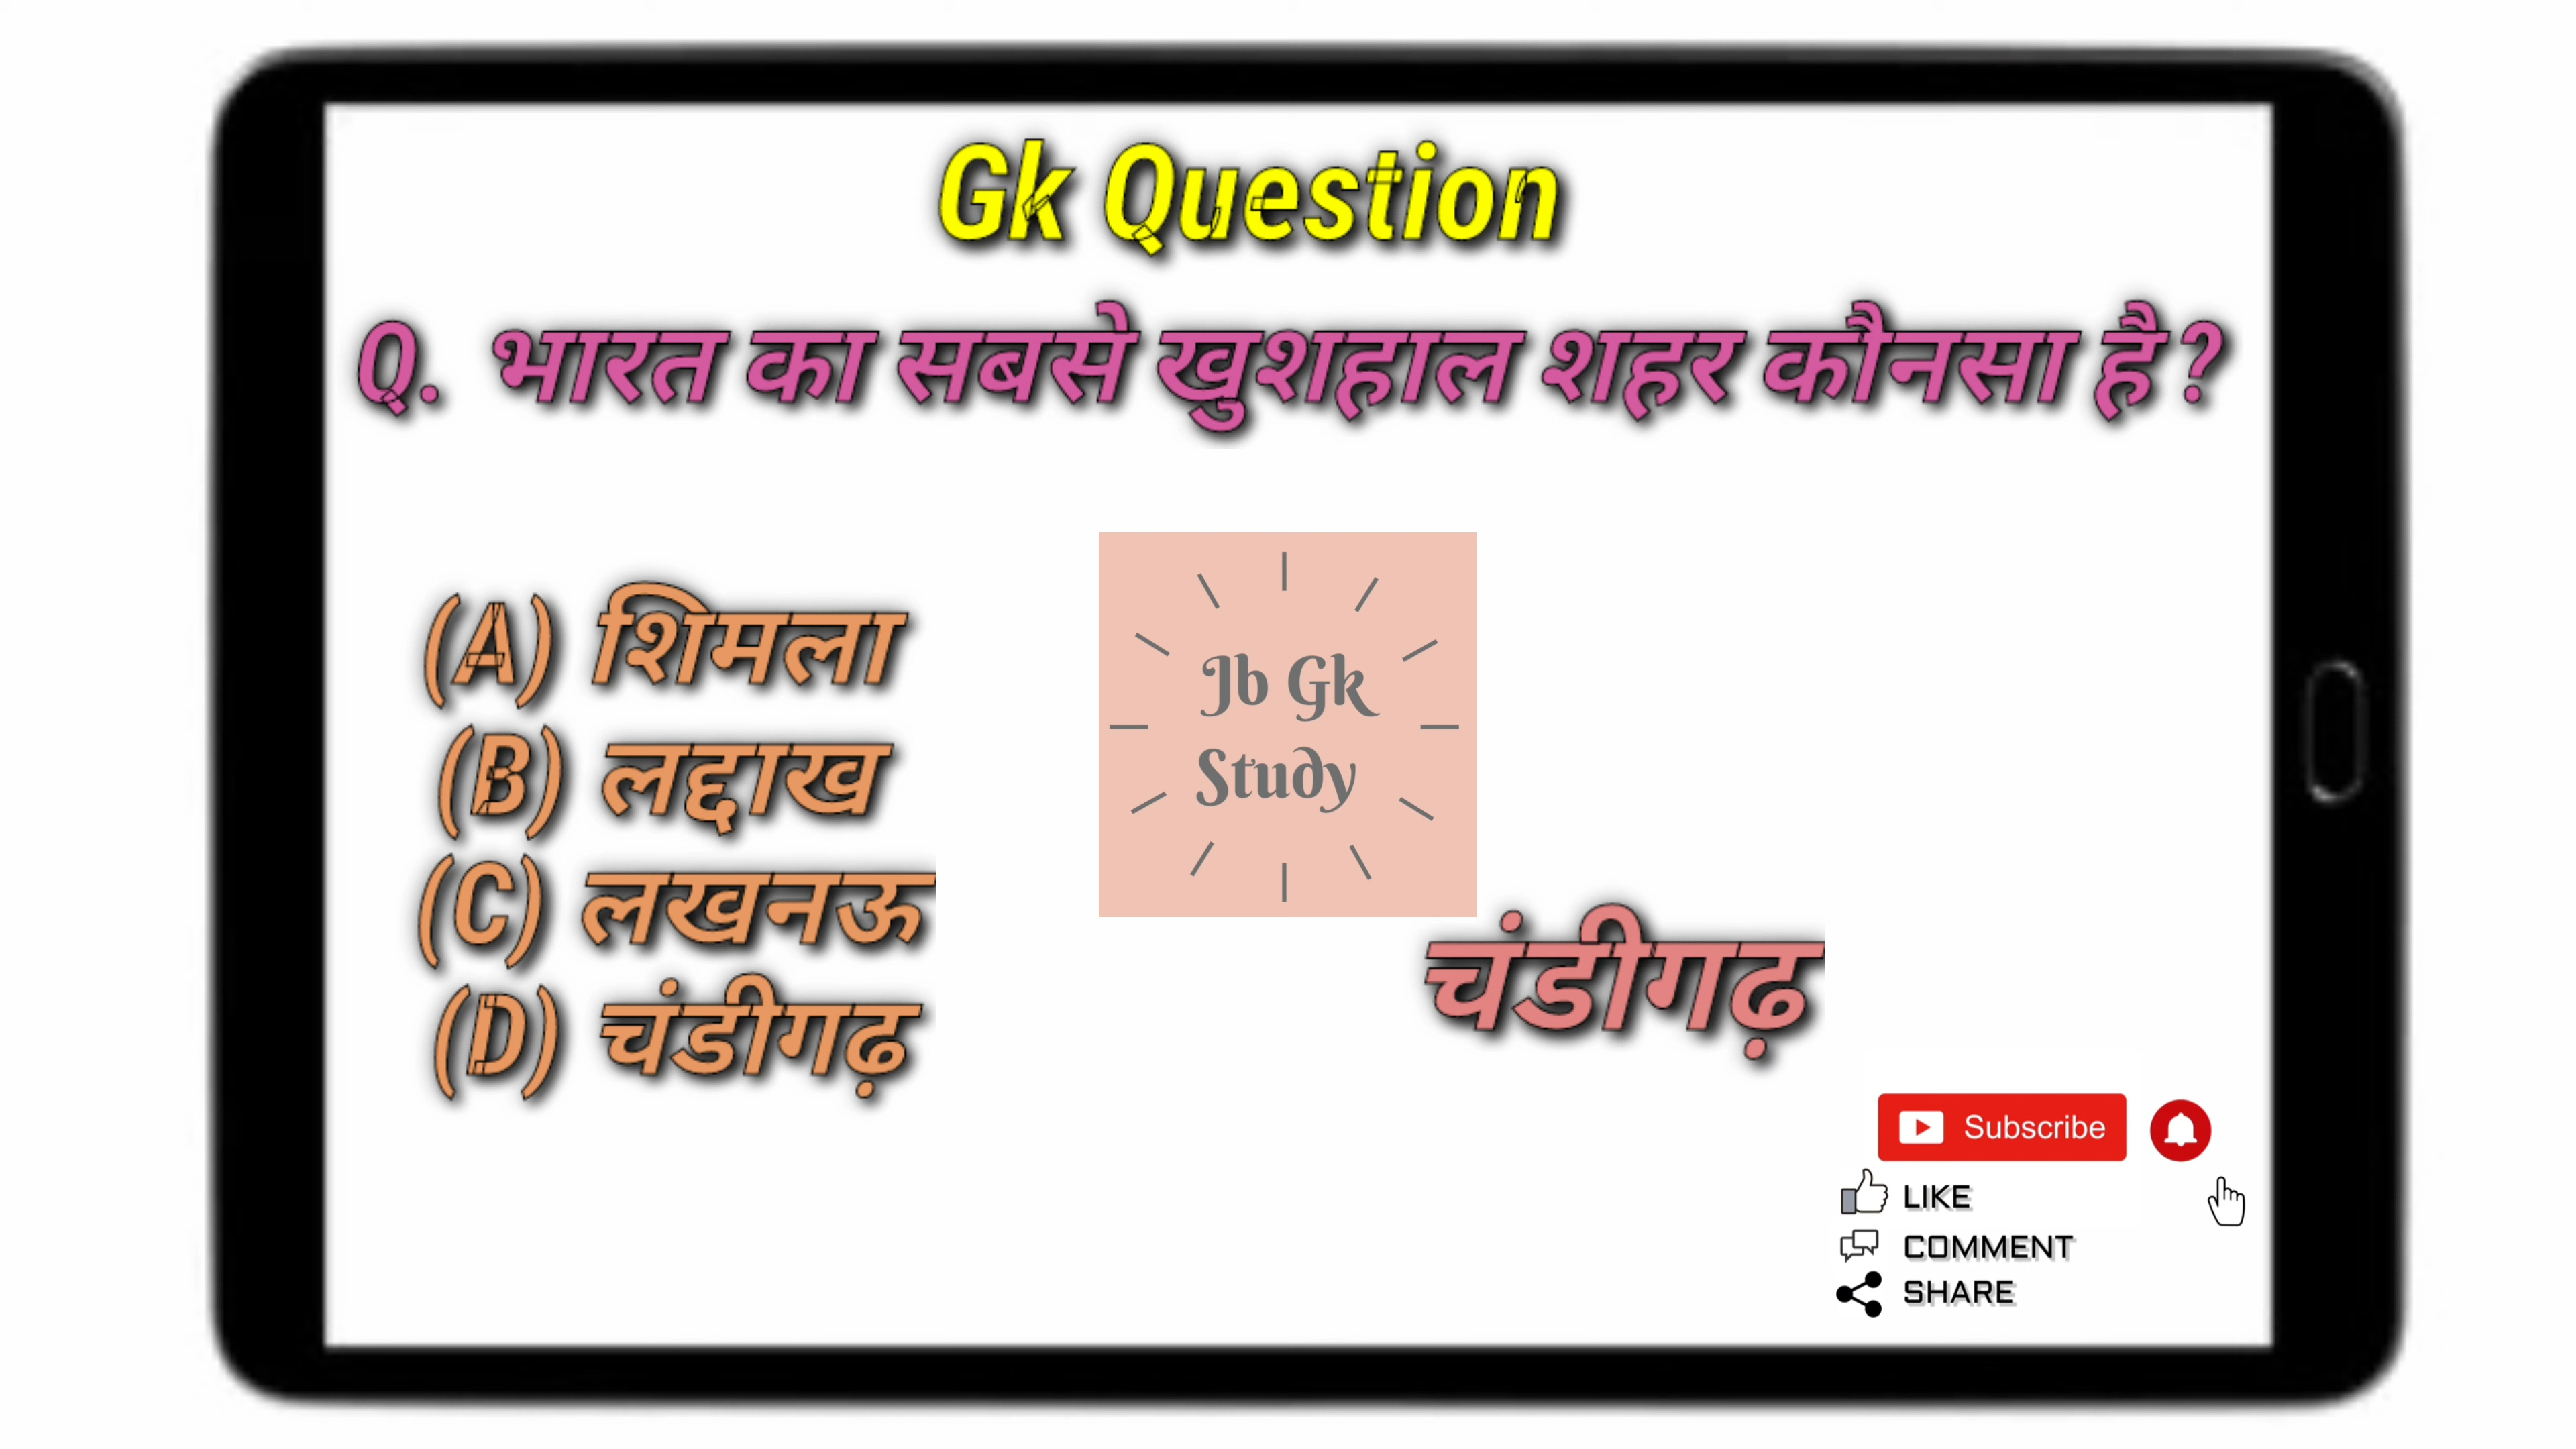 Gk Question
Q. भारत का सबसे खुशहाल शहर कौनसा है?
(A) शिमला
(B) लद्दाख
(C) लखनऊ
(D) चंडीगढ़
Jb Gk
Study
चंडीगढ़
Subscribe
LIKE
COMMENT
SHARE